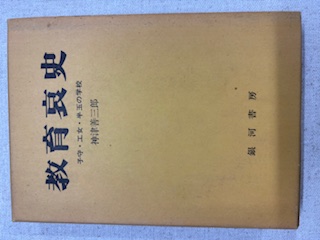 教育哀史
子守・工女・半玉の学校
神津善三郎
銀河書房